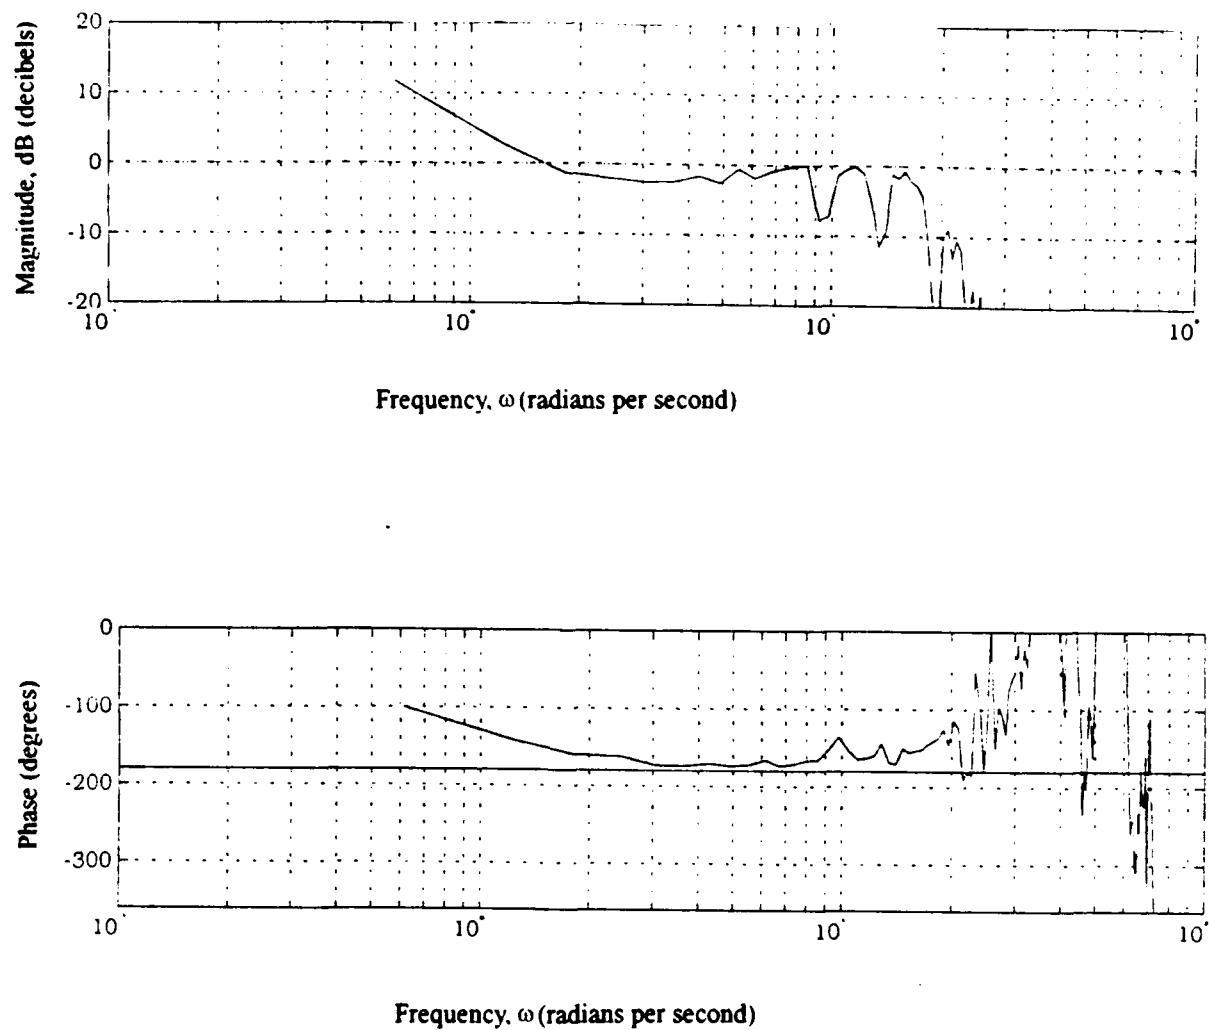 20
10
0
-10
-20
Magnitude, dB (decibels)
10 10 10 10
Frequency, ω (radians per second)
0
-100
-200
-300
Phase (degrees)
10 10 10 10
Frequency, ω (radians per second)